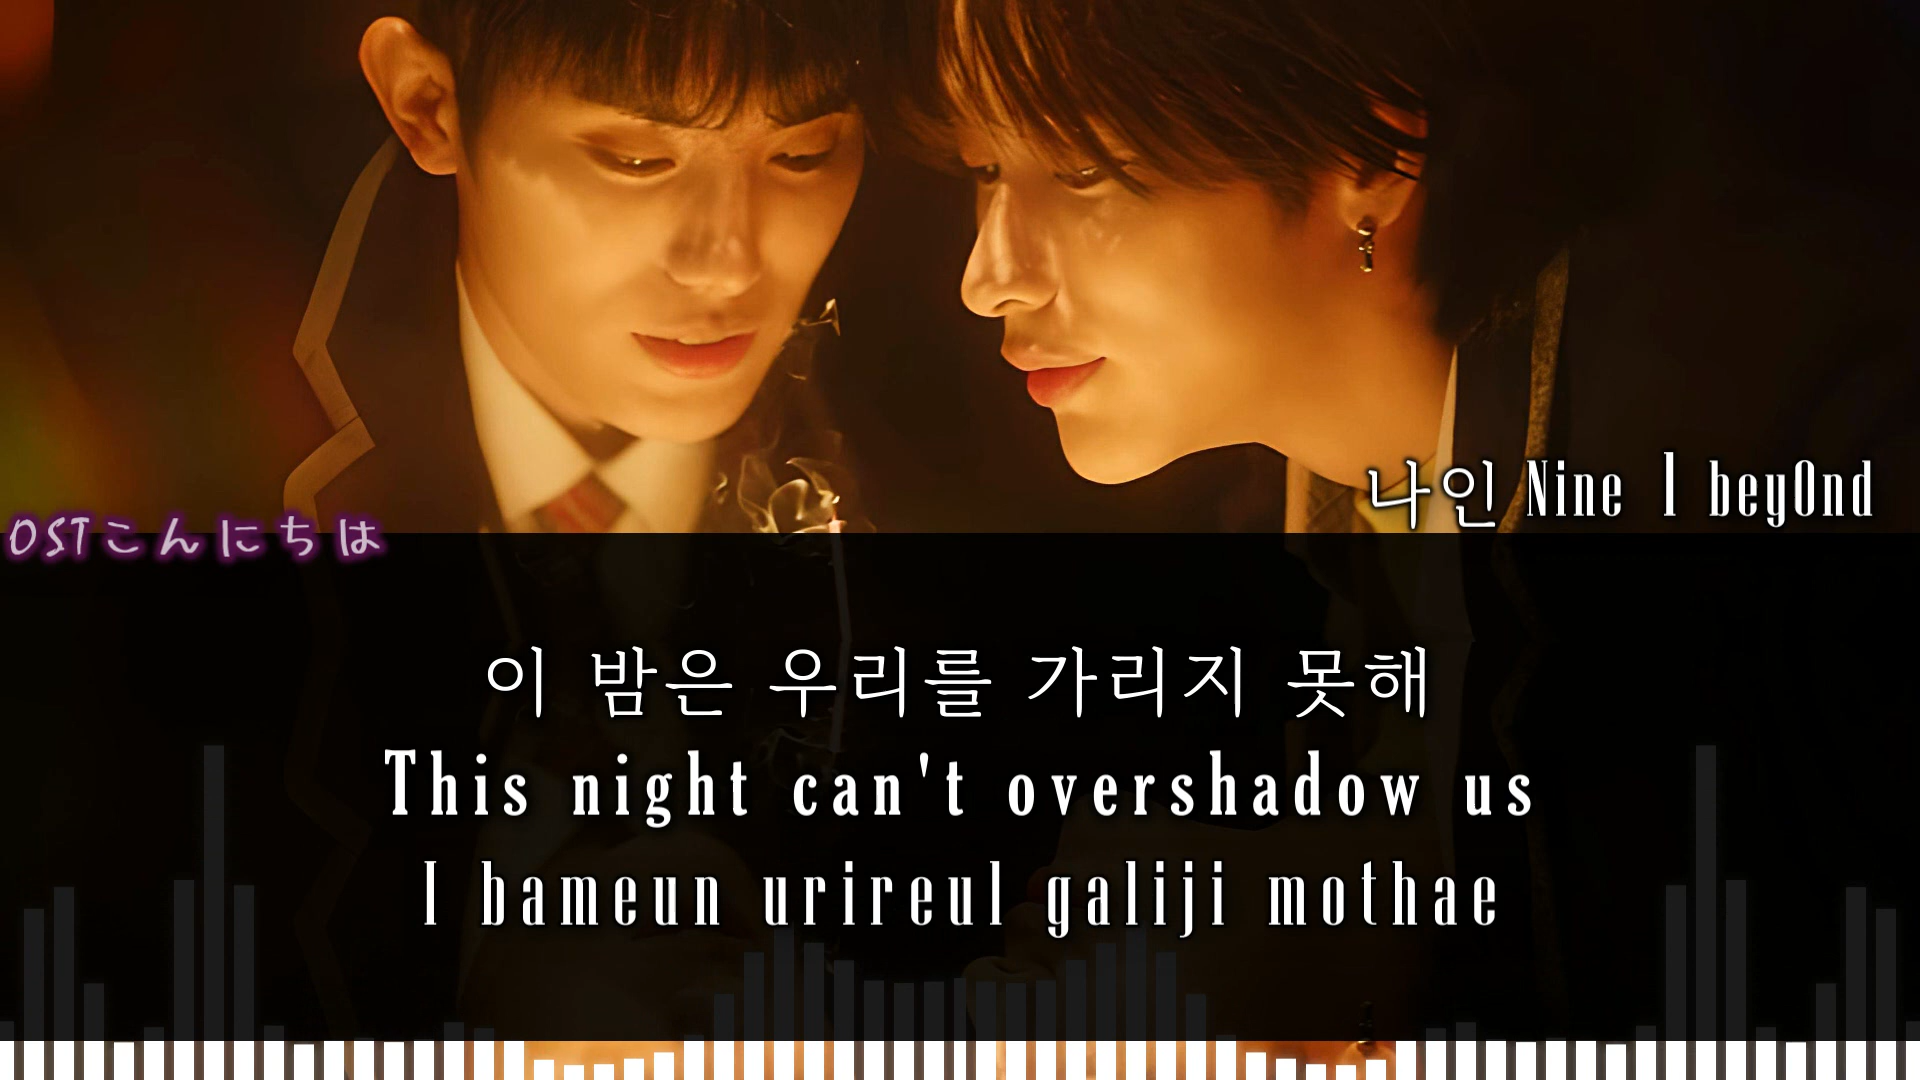 나인 Nine I bey0nd
OSTこんにちは
이 밤은 우리를 가리지 못해
This night can't overshadow us
I bameun urireul galiji mothae